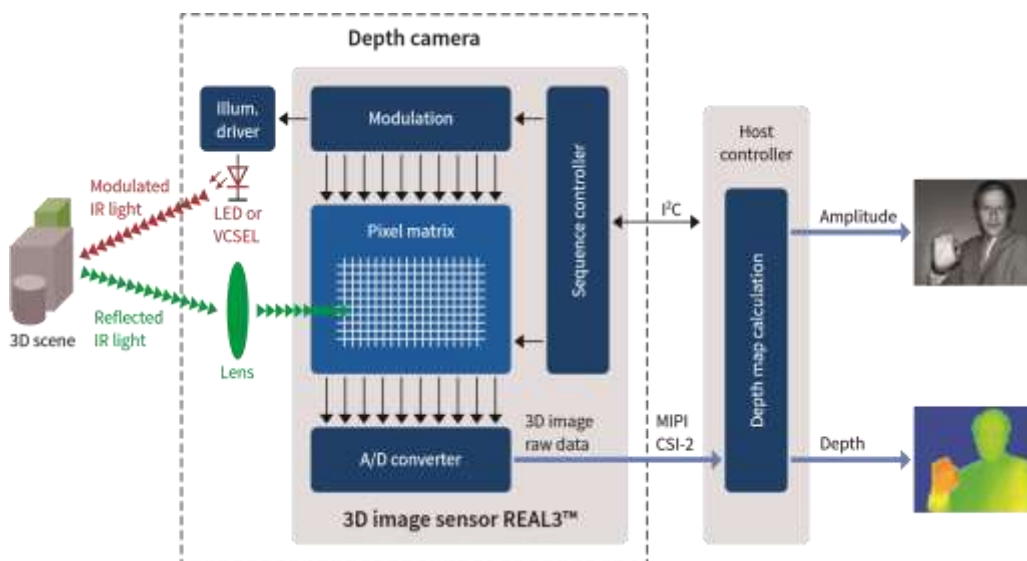 Depth camera
Illum.
driver
Modulation
Sequence controller
Host
controller
Modulated
IR light
LED or
VCSEL
Pixel matrix
I²C
Amplitude
Depth map calculation
3D scene
Reflected
IR light
Lens
3D image
raw data
MIPI
CSI-2
Depth
A/D converter
3D image sensor REAL3™